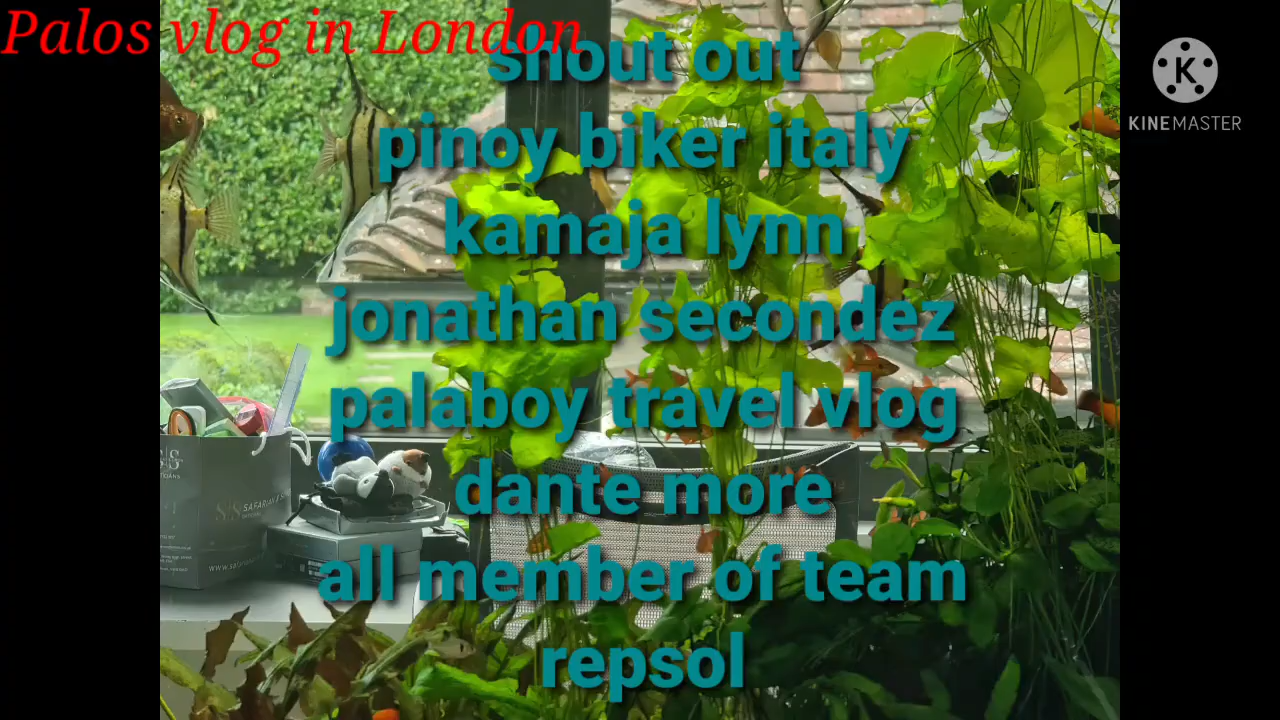 Palos vlog in London
shout out
pinoy biker italy
kamaja lynn
jonathan secondez
palaboy travel vlog
dante more
all member of team
repsol
K
KINEMASTER
S|S
S|S SAFARIAN & S